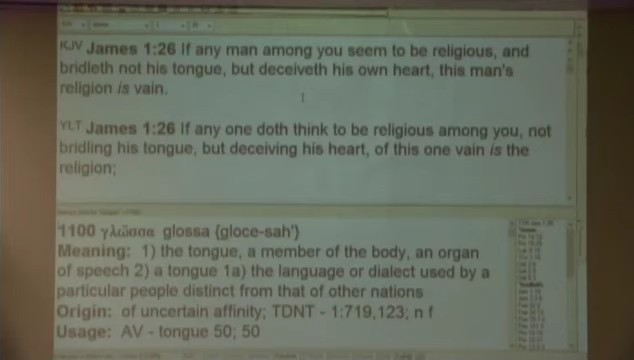 KJV James 1:26 If any man among you seem to be religious, and
bridleth not his tongue, but deceiveth his own heart, this man's
religion is vain.
YLT James 1:26 If any one doth think to be religious among you, not
bridling his tongue, but deceiving his heart, of this one vain is the
religion;
1100 γλῶσσα glossa {gloce-sah'}
Meaning: 1) the tongue, a member of the body, an organ
of speech 2) a tongue 1a) the language or dialect used by a
particular people distinct from that of other nations
Origin: of uncertain affinity; TDNT - 1:719,123; n f
Usage: AV - tongue 50; 50